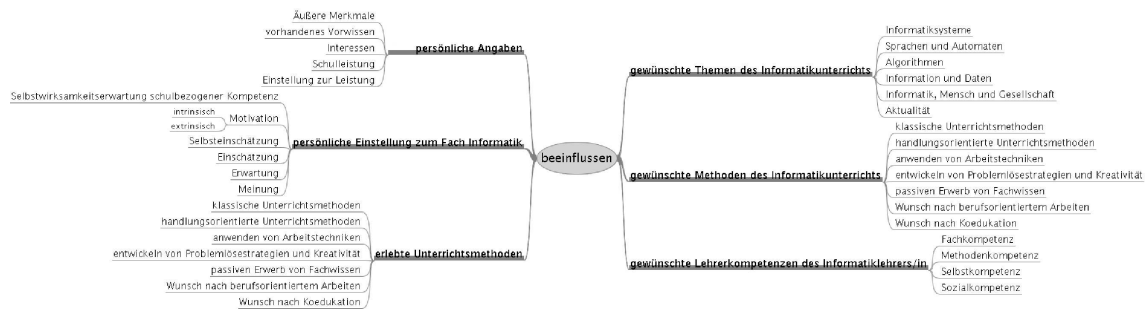 Äußere Merkmale
vorhandenes Vorwissen
Interessen
Schulleistung
Einstellung zur Leistung
persönliche Angaben
Selbstwirksamkeitserwartung schulbezogener Kompetenz
intrinsisch
extrinsisch
Motivation
Selbsteinschätzung
Einschätzung
Erwartung
Meinung
persönliche Einstellung zum Fach Informatik
klassische Unterrichtsmethoden
handlungsorientierte Unterrichtsmethoden
anwenden von Arbeitstechniken
entwickeln von Problemlösestrategien und Kreativität
passiven Erwerb von Fachwissen
Wunsch nach berufsorientiertem Arbeiten
Wunsch nach Koedukation
erlebte Unterrichtsmethoden
beeinflussen
gewünschte Themen des Informatikunterrichts
Informatiksysteme
Sprachen und Automaten
Algorithmen
Information und Daten
Informatik, Mensch und Gesellschaft
Aktualität
gewünschte Methoden des Informatikunterrichts
klassische Unterrichtsmethoden
handlungsorientierte Unterrichtsmethoden
anwenden von Arbeitstechniken
entwickeln von Problemlösestrategien und Kreativität
passiven Erwerb von Fachwissen
Wunsch nach berufsorientiertem Arbeiten
Wunsch nach Koedukation
gewünschte Lehrerkompetenzen des Informatiklehrers/in
Fachkompetenz
Methodenkompetenz
Selbstkompetenz
Sozialkompetenz